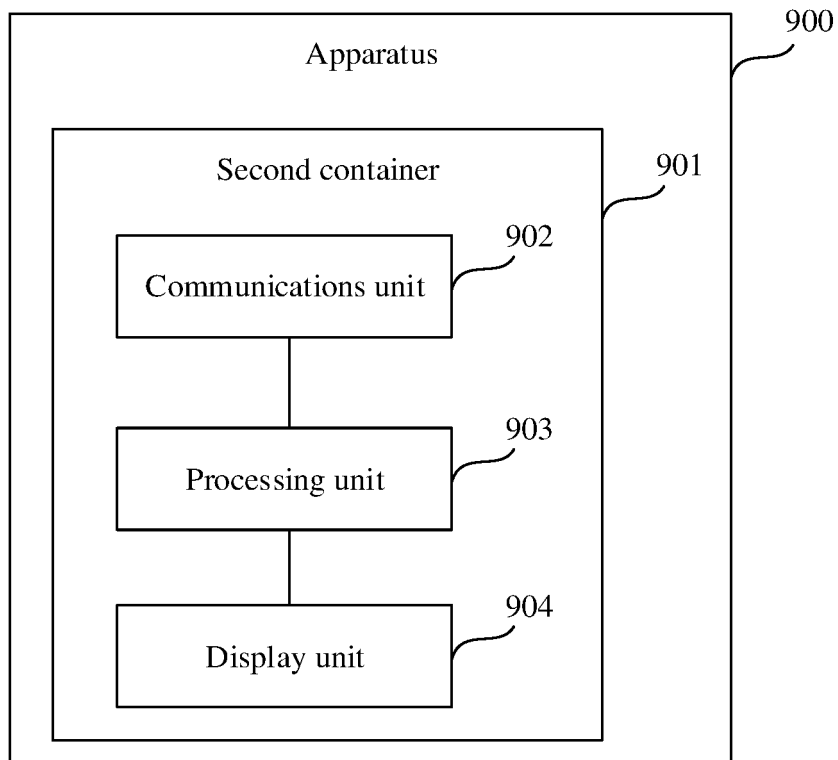 900
Apparatus
901
Second container
902
Communications unit
903
Processing unit
904
Display unit